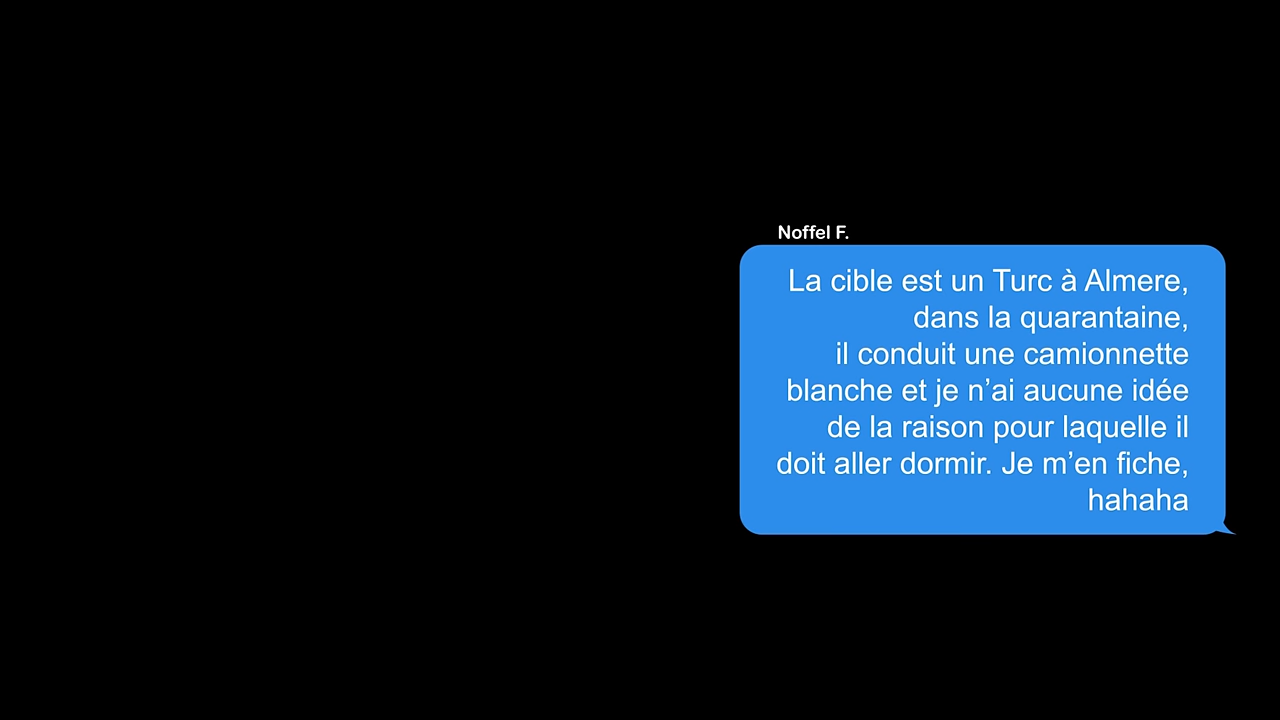 Noffel F.
La cible est un Turc à Almere,
dans la quarantaine,
il conduit une camionnette
blanche et je n’ai aucune idée
de la raison pour laquelle il
doit aller dormir. Je m’en fiche,
hahaha